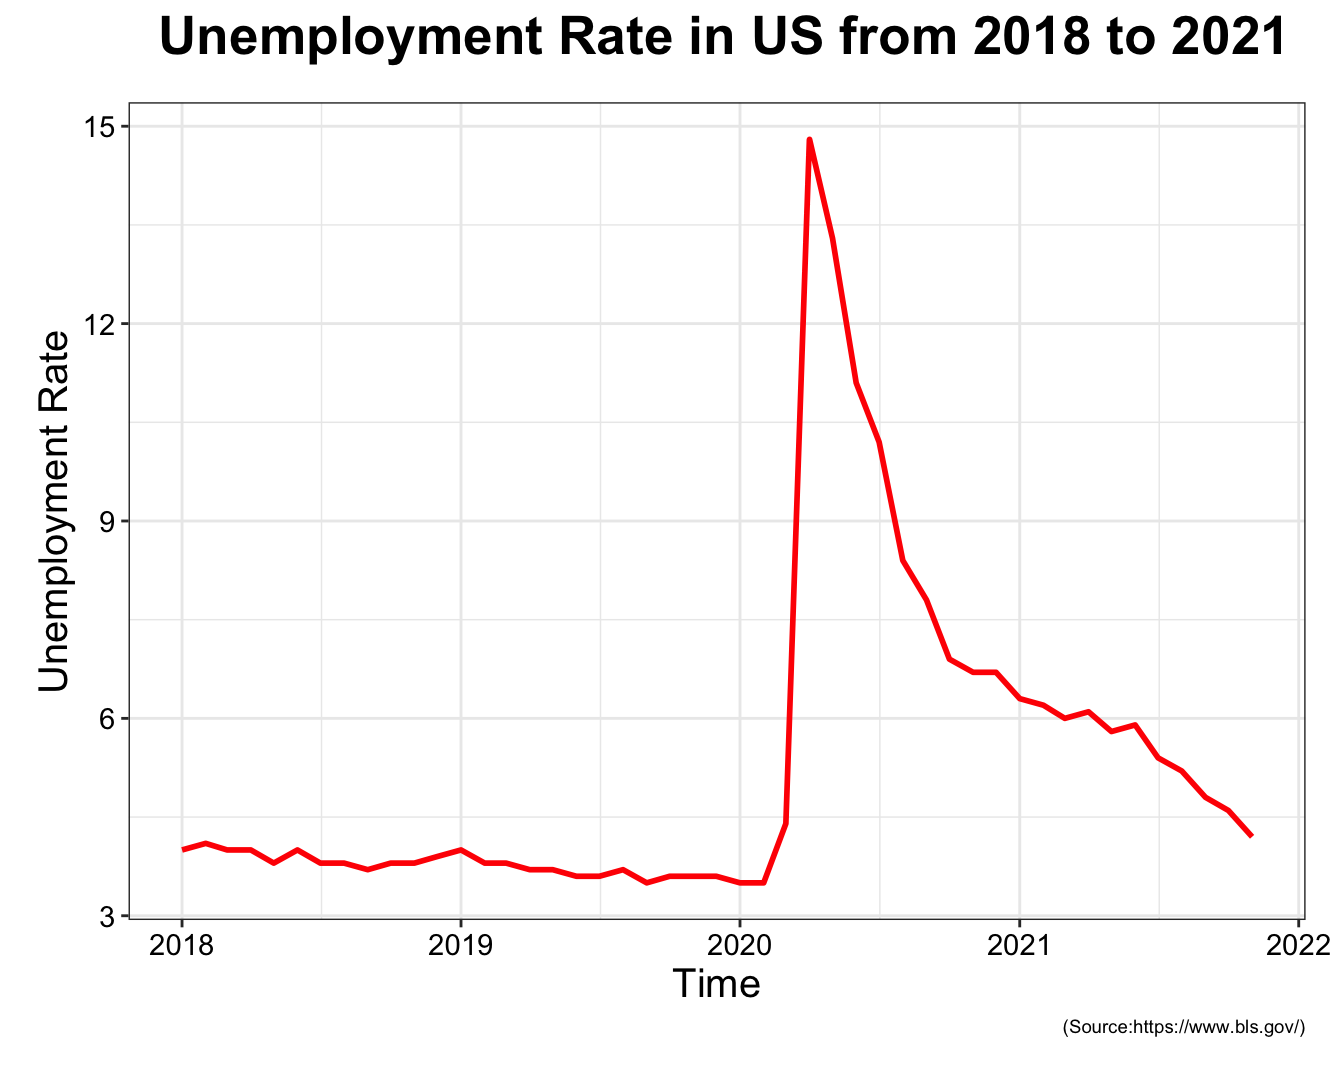 Unemployment Rate in US from 2018 to 2021
Unemployment Rate
15
12
9
6
3
2018 2019 2020 2021 2022
Time
(Source:https://www.bls.gov/)